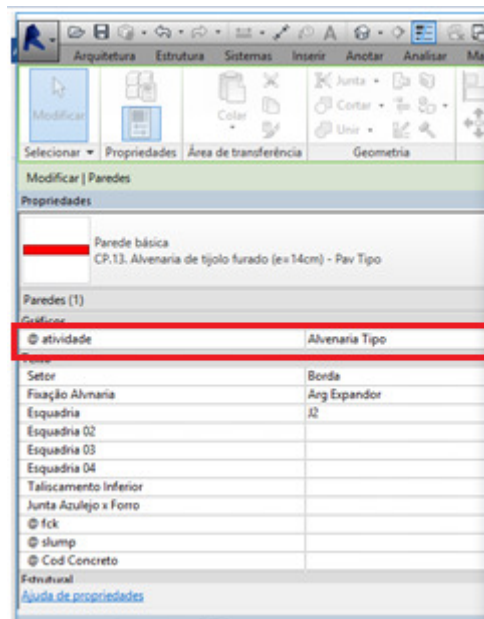 Arquitetura Estrutura Sistemas Inserir Anotar Analisar Ma
Modificar
Colar
Junta
Cortar
Unir
Selecionar Propriedades Área de transferência Geometria
Modificar | Paredes
Propriedades
Parede básica
CP.13. Alvenaria de tijolo furado (e=14cm) - Pav Tipo
Paredes (1)
Gráficos
@ atividade Alvenaria Tipo
Texto
Setor Borda
Fixação Alvnaria Arg Expandor
Esquadria J2
Esquadria 02
Esquadria 03
Esquadria 04
Taliscamento Inferior
Junta Azulejo x Forro
@ fck
@ slump
@ Cod Concreto
Estrutural
Ajuda de propriedades